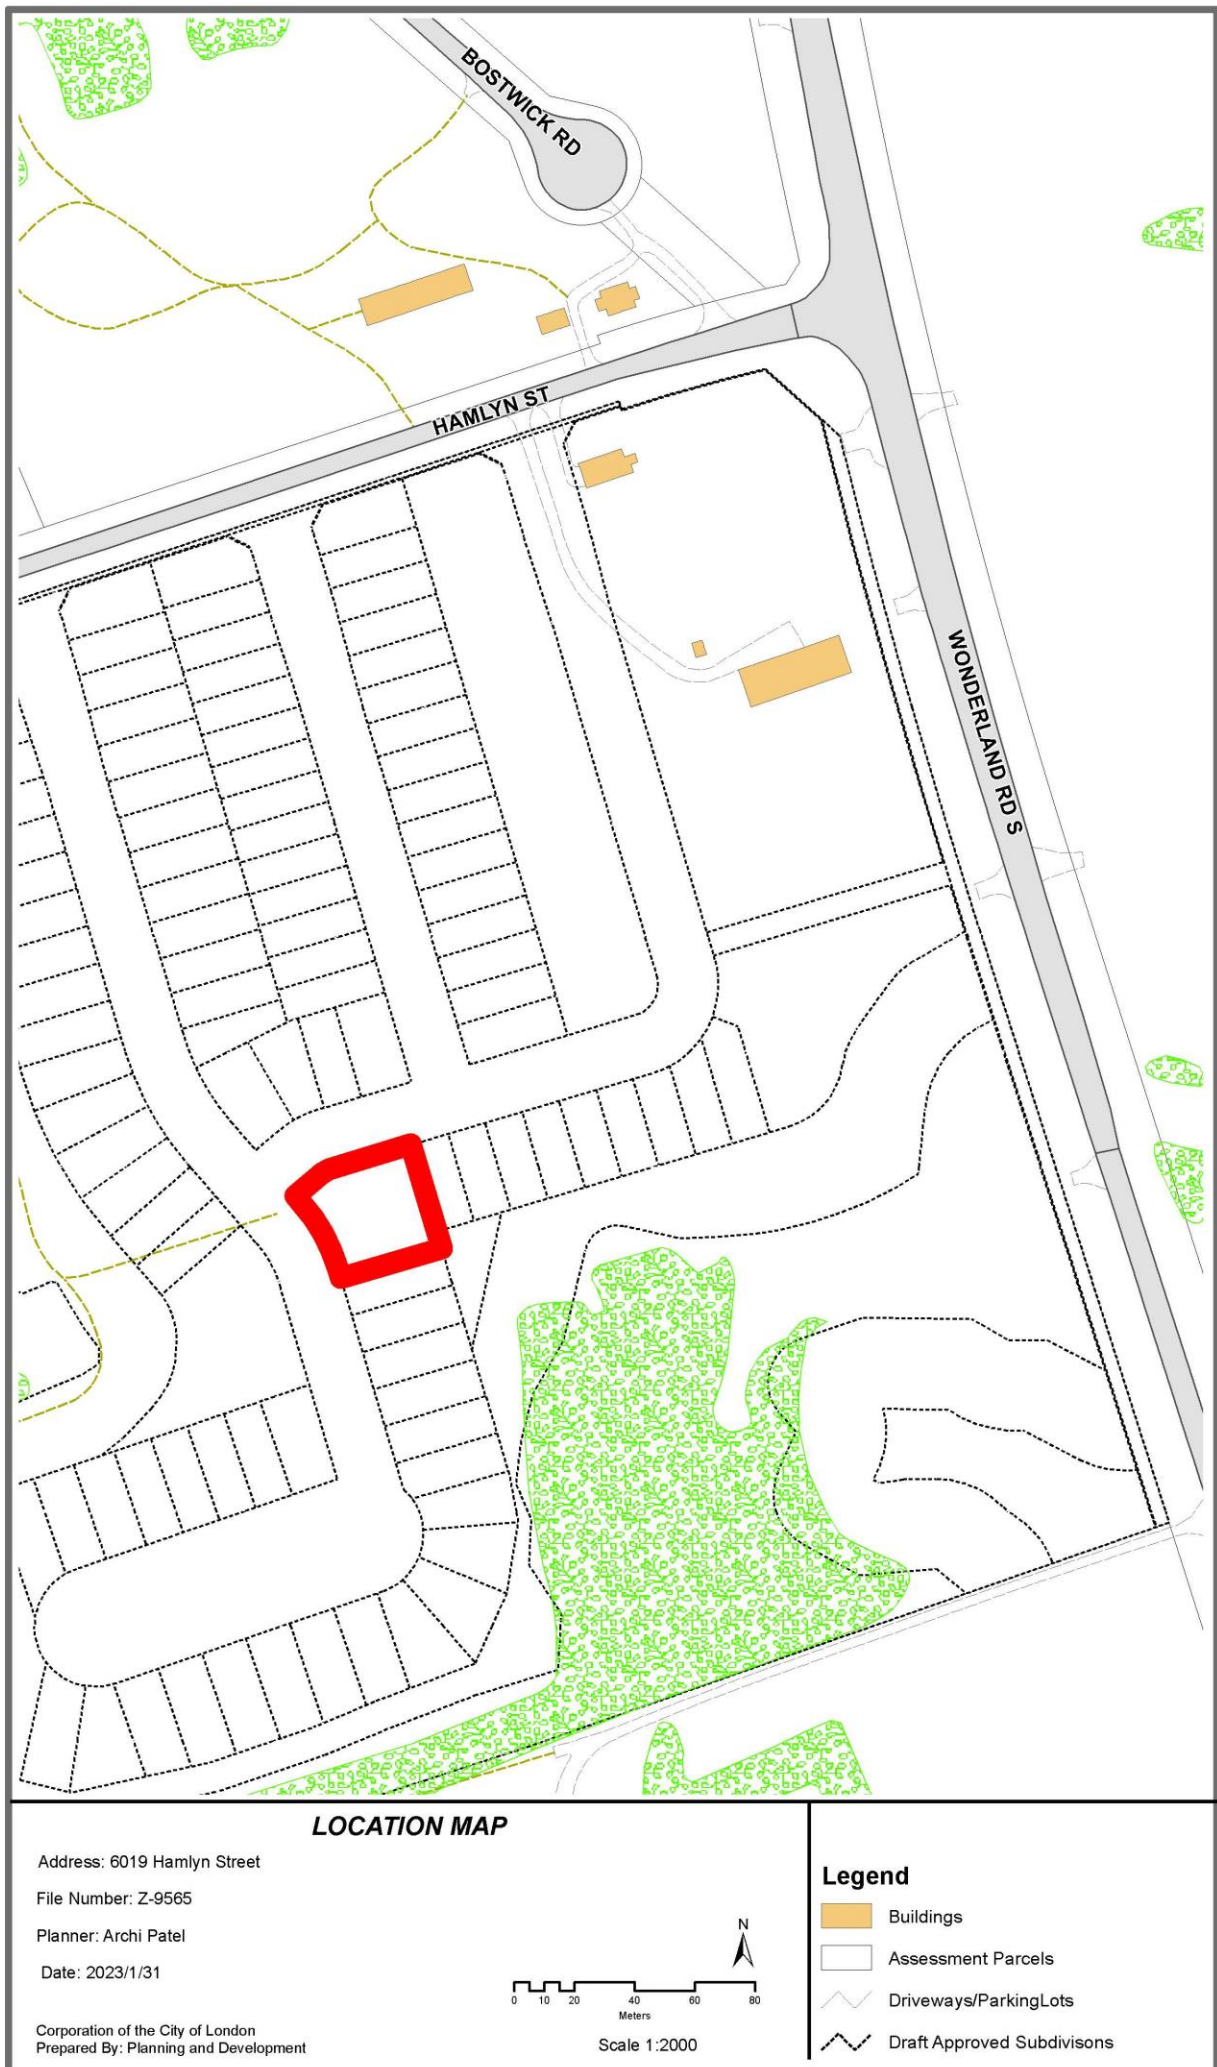 BOSTWICK RD
HAMLYN ST
WONDERLAND RD S
LOCATION MAP
Address: 6019 Hamlyn Street
File Number: Z-9565
Planner: Archi Patel
Date: 2023/1/31
Corporation of the City of London
Prepared By: Planning and Development
N
0 10 20 40 60 80
Meters
Scale 1:2000
Legend
Buildings
Assessment Parcels
Driveways/ParkingLots
Draft Approved Subdivisons